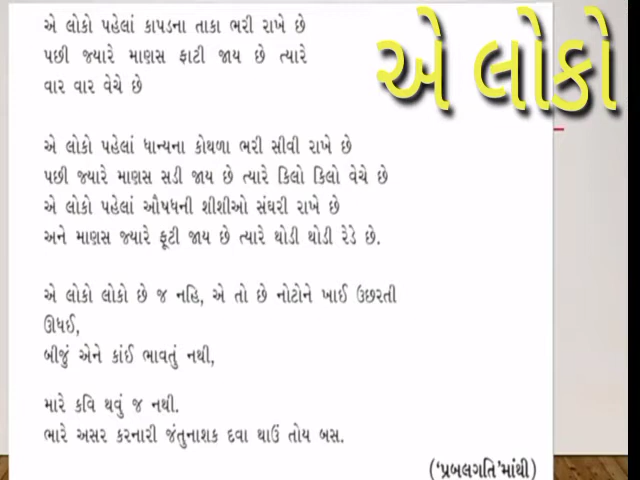 એ લોકો
એ લોકો પહેલાં કાપડના તાકા ભરી રાખે છે
પછી જ્યારે માણસ ફાટી જાય છે ત્યારે
વાર વાર વેચે છે
એ લોકો પહેલાં ધાન્યના કોથળા ભરી સીવી રાખે છે
પછી જ્યારે માણસ સડી જાય છે ત્યારે કિલો કિલો વેચે છે
એ લોકો પહેલાં ઔષધની શીશીઓ સંઘરી રાખે છે
અને માણસ જ્યારે ફૂટી જાય છે ત્યારે થોડી થોડી રેડે છે.
એ લોકો લોકો છે જ નહિ, એ તો છે નોટોને ખાઈ ઉછરતી
ઊધઈ,
બીજું એને કાંઈ ભાવતું નથી,
મારે કવિ થવું જ નથી.
ભારે અસર કરનારી જંતુનાશક દવા થાઉં તોય બસ.
('પ્રબલગતિ'માંથી)